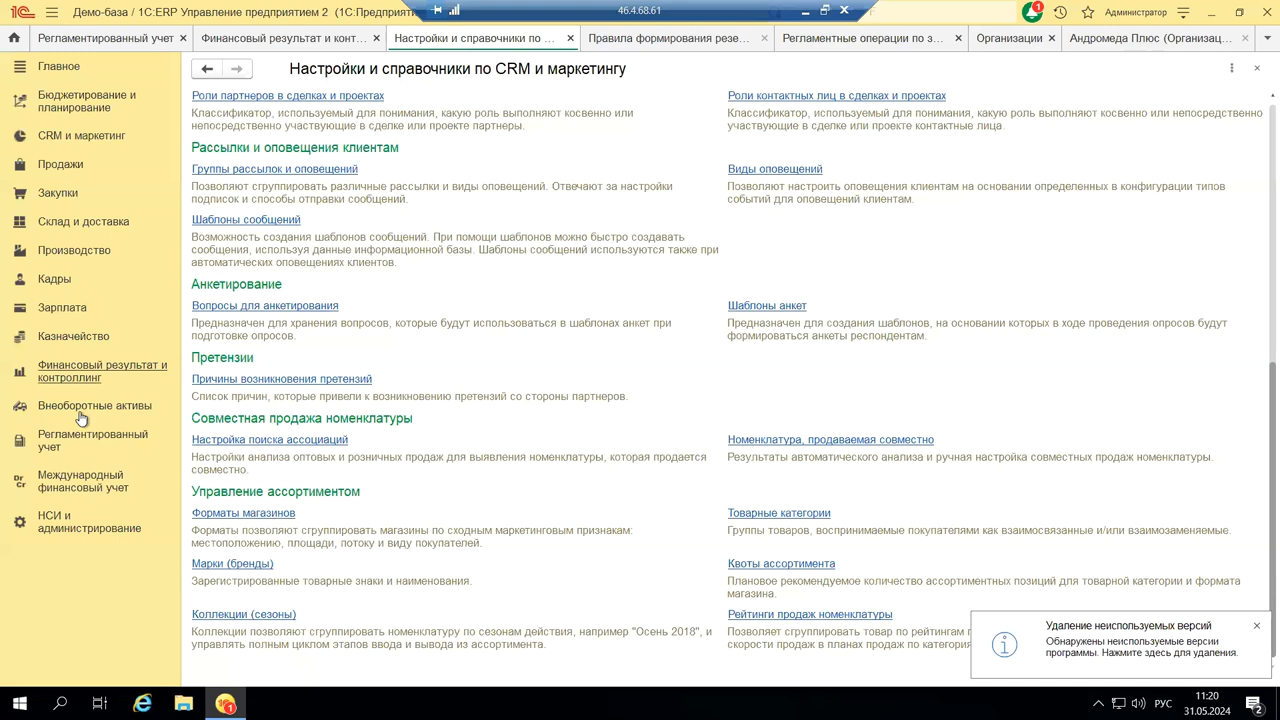 Демо-база / 1С:ERP Управление предприятием 2 (1С:Предприят
46.4.68.61
Администратор
Регламентированный учет
Финансовый результат и конт...
Настройки и справочники по ...
Правила формирования резе...
Регламентные операции по з...
Организации
Андромеда Плюс (Организац...
Главное
Бюджетирование и
планирование
CRM и маркетинг
Продажи
Закупки
Склад и доставка
Производство
Кадры
Зарплата
Казначейство
Финансовый результат и
контроллинг
Внеоборотные активы
Регламентированный
учет
Dr
Cr
Международный
финансовый учет
НСИ и
администрирование
Настройки и справочники по CRM и маркетингу
Роли партнеров в сделках и проектах
Классификатор, используемый для понимания, какую роль выполняют косвенно или
непосредственно участвующие в сделке или проекте партнеры.
Роли контактных лиц в сделках и проектах
Классификатор, используемый для понимания, какую роль выполняют косвенно или непосредственно
участвующие в сделке или проекте контактные лица.
Рассылки и оповещения клиентам
Группы рассылок и оповещений
Позволяют сгруппировать различные рассылки и виды оповещений. Отвечают за настройки
подписок и способы отправки сообщений.
Виды оповещений
Позволяют настроить оповещения клиентам на основании определенных в конфигурации типов
событий для оповещений клиентам.
Шаблоны сообщений
Возможность создания шаблонов сообщений. При помощи шаблонов можно быстро создавать
сообщения, используя данные информационной базы. Шаблоны сообщений используются также при
автоматических оповещениях клиентов.
Анкетирование
Вопросы для анкетирования
Предназначен для хранения вопросов, которые будут использоваться в шаблонах анкет при
подготовке опросов.
Шаблоны анкет
Предназначен для создания шаблонов, на основании которых в ходе проведения опросов будут
формироваться анкеты респондентам.
Претензии
Причины возникновения претензий
Список причин, которые привели к возникновению претензий со стороны партнеров.
Совместная продажа номенклатуры
Настройка поиска ассоциаций
Настройки анализа оптовых и розничных продаж для выявления номенклатуры, которая продается
совместно.
Номенклатура, продаваемая совместно
Результаты автоматического анализа и ручная настройка совместных продаж номенклатуры.
Управление ассортиментом
Форматы магазинов
Форматы позволяют сгруппировать магазины по сходным маркетинговым признакам:
местоположению, площади, потоку и виду покупателей.
Товарные категории
Группы товаров, воспринимаемые покупателями как взаимосвязанные и/или взаимозаменяемые.
Марки (бренды)
Зарегистрированные товарные знаки и наименования.
Квоты ассортимента
Плановое рекомендуемое количество ассортиментных позиций для товарной категории и формата
магазина.
Коллекции (сезоны)
Коллекции позволяют сгруппировать номенклатуру по сезонам действия, например "Осень 2018", и
управлять полным циклом этапов ввода и вывода из ассортимента.
Рейтинги продаж номенклатуры
Позволяет сгруппировать товар по рейтингам
скорости продаж в планах продаж по категория
Удаление неиспользуемых версий
Обнаружены неиспользуемые версии
программы. Нажмите здесь для удаления.
РУС
11:20
31.05.2024
2